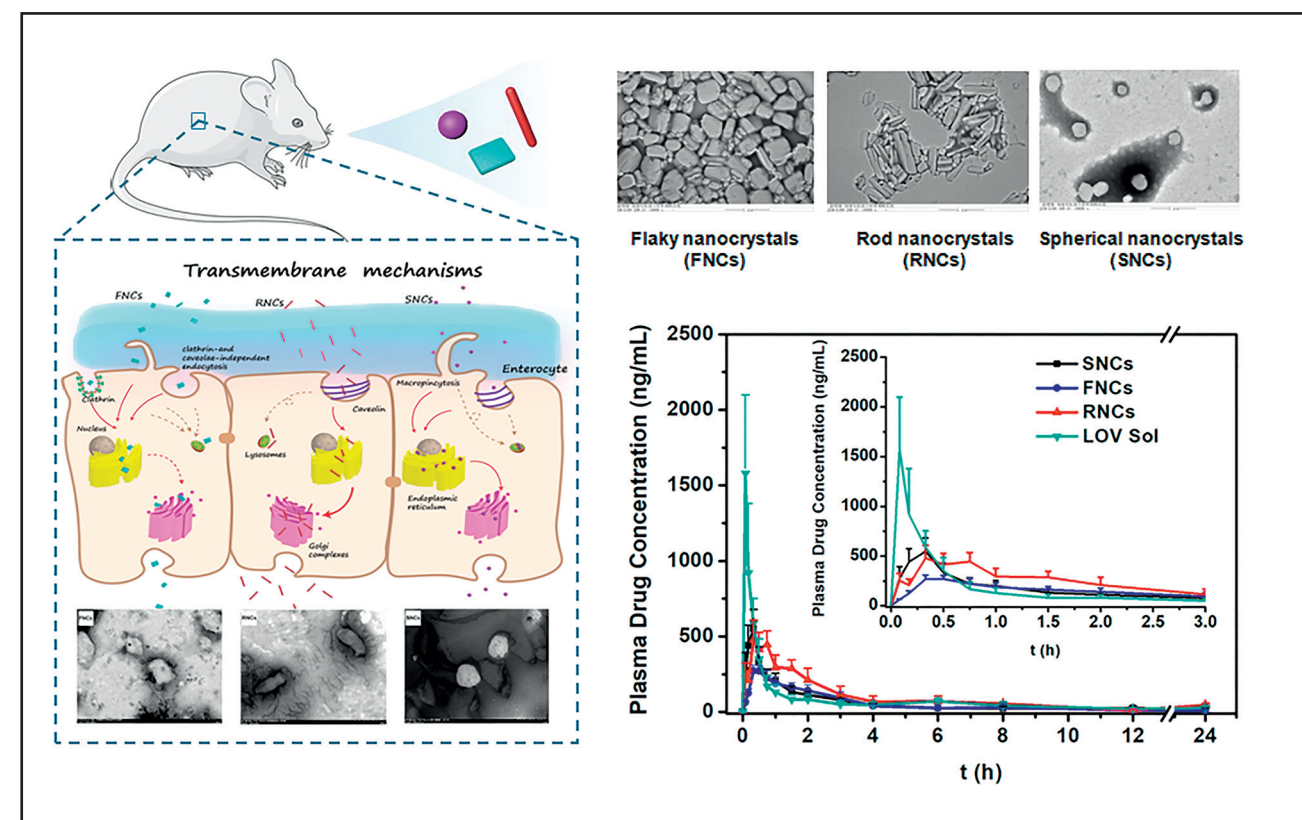 Flaky nanocrystals
(FNCs)
Rod nanocrystals
(RNCs)
Spherical nanocrystals
(SNCs)
Transmembrane mechanisms
FNCs
RNCs
SNCs
clathrin-and
caveolae-independent
endocytosis
Enterocyte
Clathrin
Macropincytosis
Caveolin
Nucleus
Lysosomes
Endoplasmic
reticulum
Golgi
complexes
FNCs
RNCs
SNCs
Plasma Drug Concentration (ng/mL)
2500
2000
1500
1000
500
0
0 2 4 6 8 10 12 24
t (h)
Plasma Drug Concentration (ng/mL)
2500
2000
1500
1000
500
0
0.0 0.5 1.0 1.5 2.0 2.5 3.0
t (h)
SNCs
FNCs
RNCs
LOV Sol